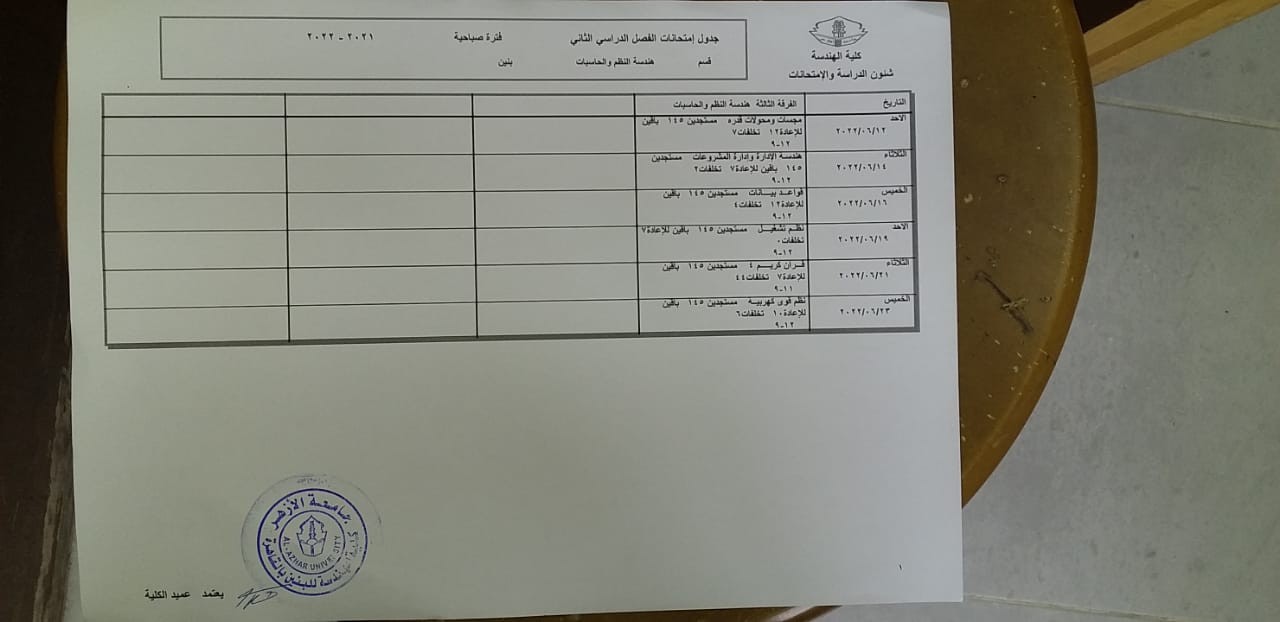 كلية الهندسة
شئون الدراسة والإمتحانات
جدول إمتحانات الفصل الدراسي الثاني فترة صباحية ٢٠٢١ - ٢٠٢٢
قسم هندسة النظم والحاسبات بنين
التاريخ الفرقة الثالثة هندسة النظم والحاسبات
الاحد
٢٠٢٢/٠٦/١٢
مجسات ومحولات قدره مستجدين ١٤٥ باقين
للإعادة١٢ تخلفات٧
٩-١٢
الثلاثاء
٢٠٢٢/٠٦/١٤
هندسة الإدارة وإدارة المشروعات مستجدين
١٤٥ باقين للإعادة٧ تخلفات٢
٩-١٢
الخميس
٢٠٢٢/٠٦/١٦
قواعد بيانات مستجدين ١٤٥ باقين
للإعادة١٢ تخلفات٤
٩-١٢
الاحد
٢٠٢٢/٠٦/١٩
نظم تشغيل مستجدين ١٤٥ باقين للإعادة٧
تخلفات٠
٩-١٢
الثلاثاء
٢٠٢٢/٠٦/٢١
قرآن كريم ٤ مستجدين ١٤٥ باقين
للإعادة٧ تخلفات٤٤
٩-١١
الخميس
٢٠٢٢/٠٦/٢٣
نظم قوى كهربية مستجدين ١٤٥ باقين
للإعادة١٠ تخلفات٦
٩-١٢
١
جامعة الأزهر
AL-AZHAR UNIVERSITY
للبنين بالقاهرة
يعتمد عميد الكلية